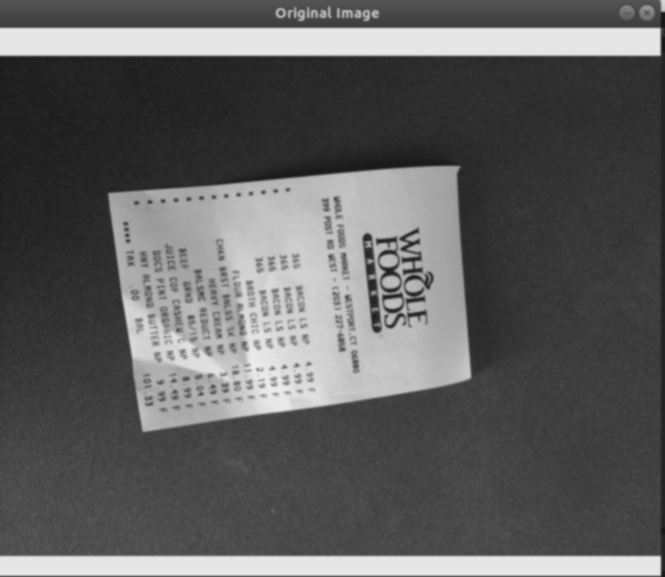 Original Image
WHOLE
FOODS
MARKET
WHOLE FOODS MARKET - WESTPORT,CT 06880
399 POST RD WEST - (203) 227-6858
365 BACON LS NP 4.99 F
365 BACON LS NP 4.99 F
365 BACON LS NP 4.99 F
365 BACON LS NP 4.99 F
BROTH CHIC NP 2.19 F
FLOUR ALMOND NP 11.99 F
CHKN BRST BNLSS SK NP 18.80 F
HEAVY CREAM NP 3.39 F
BALSMC REDUCT NP 6.49 F
BEEF GRND 85/15 NP 5.04 F
JUICE COF CASHEW C NP 8.99 F
DOCS PINT ORGANIC NP 14.49 F
HNY ALMOND BUTTER NP 9.99 F
**** TAX .00 BAL 101.33